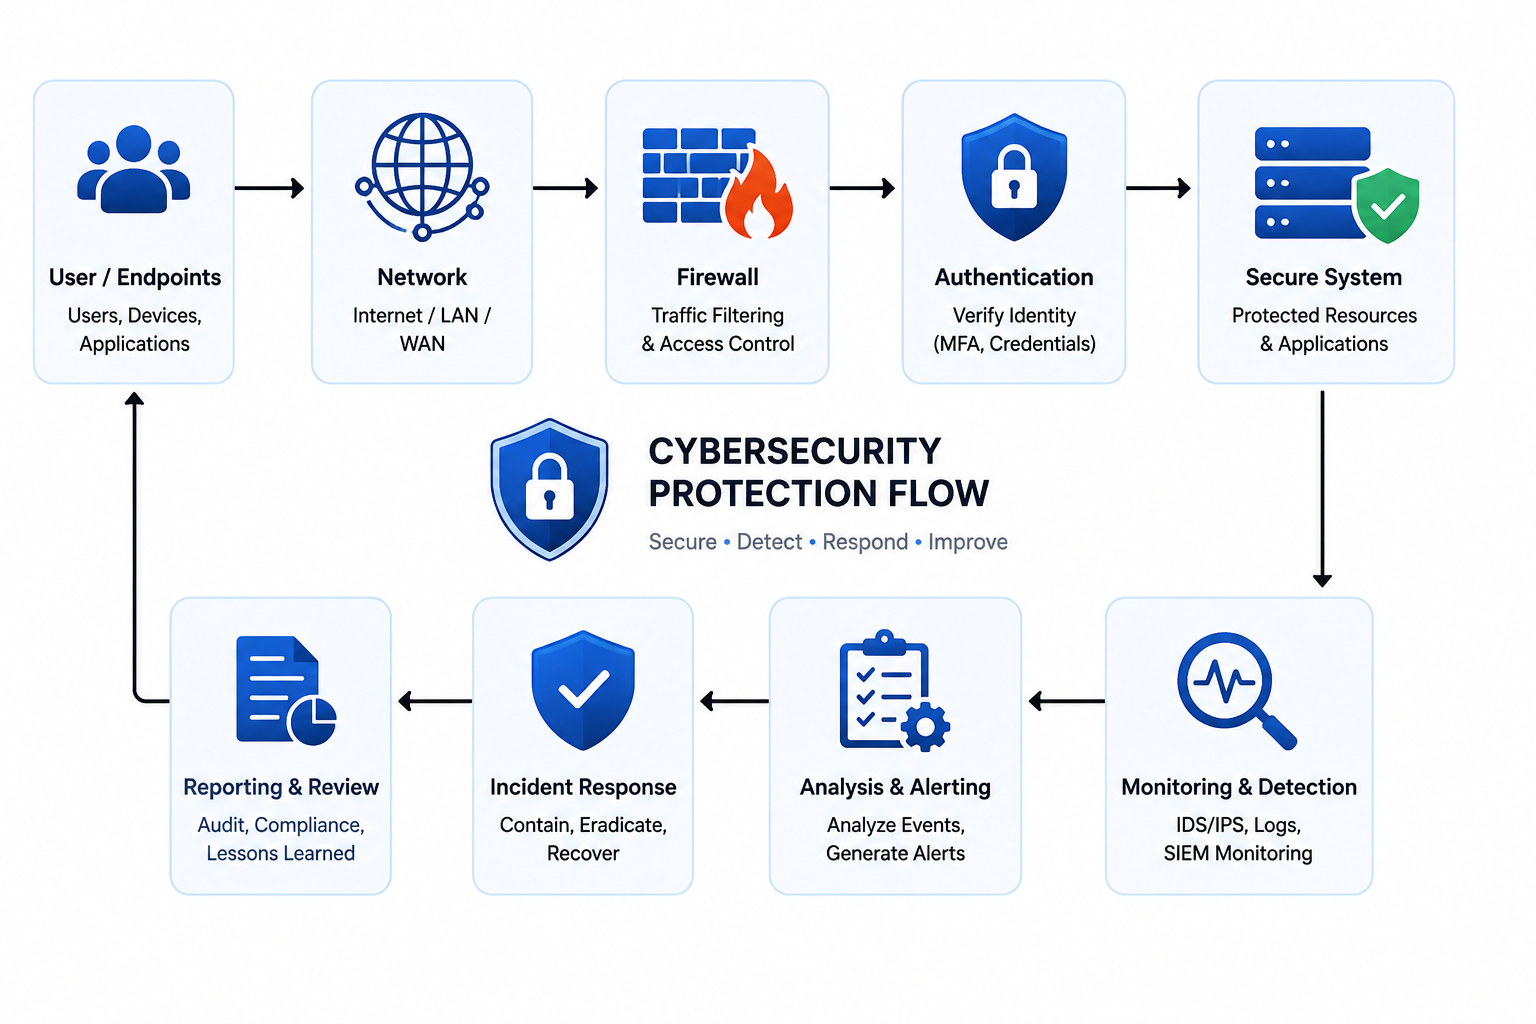 User / Endpoints
Users, Devices,
Applications
Network
Internet / LAN /
WAN
Firewall
Traffic Filtering
& Access Control
Authentication
Verify Identity
(MFA, Credentials)
Secure System
Protected Resources
& Applications
CYBERSECURITY
PROTECTION FLOW
Secure • Detect • Respond • Improve
Reporting & Review
Audit, Compliance,
Lessons Learned
Incident Response
Contain, Eradicate,
Recover
Analysis & Alerting
Analyze Events,
Generate Alerts
Monitoring & Detection
IDS/IPS, Logs,
SIEM Monitoring